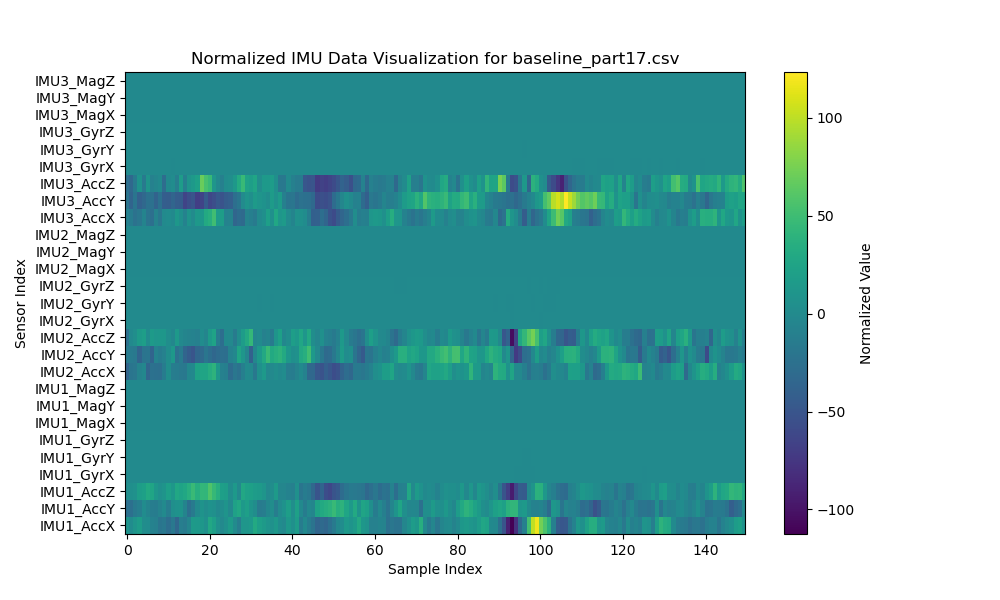 Normalized IMU Data Visualization for baseline_part17.csv
IMU3_MagZ
IMU3_MagY
IMU3_MagX
IMU3_GyrZ
IMU3_GyrY
IMU3_GyrX
IMU3_AccZ
IMU3_AccY
IMU3_AccX
IMU2_MagZ
IMU2_MagY
IMU2_MagX
IMU2_GyrZ
IMU2_GyrY
IMU2_GyrX
IMU2_AccZ
IMU2_AccY
IMU2_AccX
IMU1_MagZ
IMU1_MagY
IMU1_MagX
IMU1_GyrZ
IMU1_GyrY
IMU1_GyrX
IMU1_AccZ
IMU1_AccY
IMU1_AccX
Sensor Index
0 20 40 60 80 100 120 140
Sample Index
100
50
0
−50
−100
Normalized Value